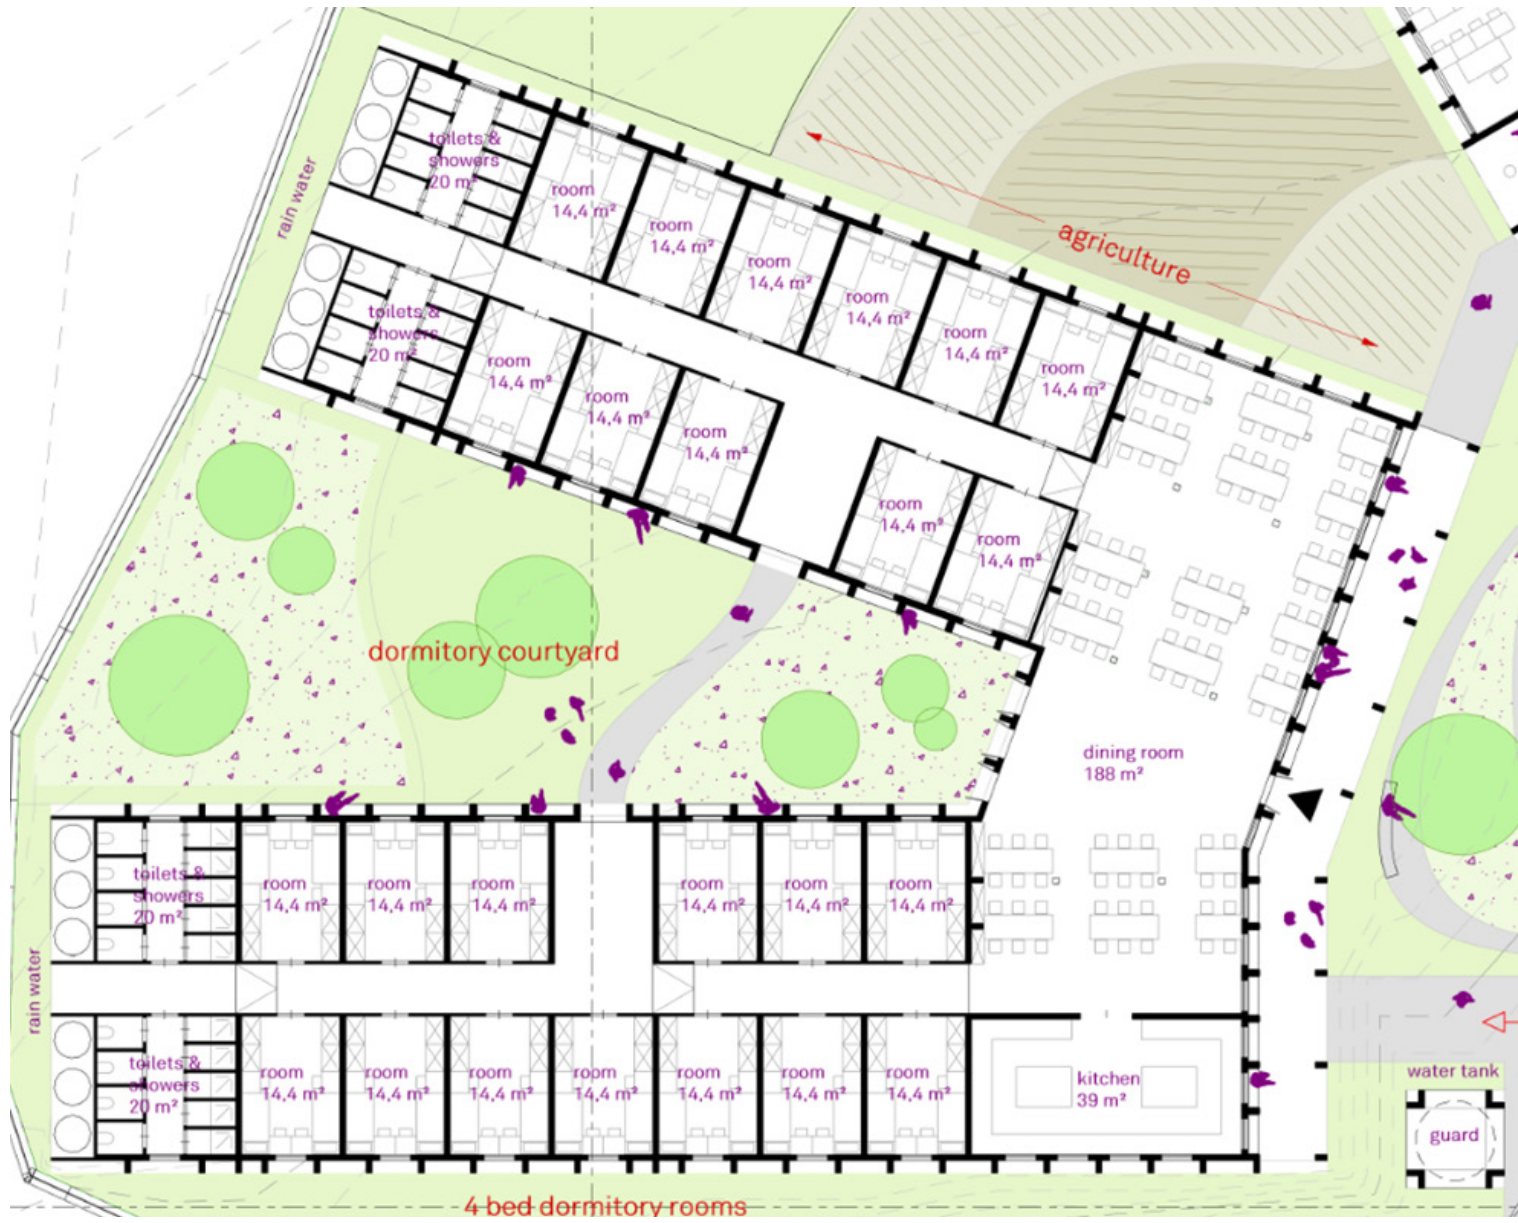 toilets &
showers
20 m²
rain water
room
14,4 m²
room
14,4 m²
room
14,4 m²
room
14,4 m²
room
14,4 m²
room
14,4 m²
agriculture
toilets &
showers
20 m²
room
14,4 m²
room
14,4 m²
room
14,4 m²
room
14,4 m²
room
14,4 m²
dormitory courtyard
dining room
188 m²
toilets &
showers
20 m²
room
14,4 m²
room
14,4 m²
room
14,4 m²
room
14,4 m²
room
14,4 m²
room
14,4 m²
rain water
toilets &
showers
20 m²
room
14,4 m²
room
14,4 m²
room
14,4 m²
room
14,4 m²
room
14,4 m²
room
14,4 m²
room
14,4 m²
kitchen
39 m²
water tank
guard
4 bed dormitory rooms